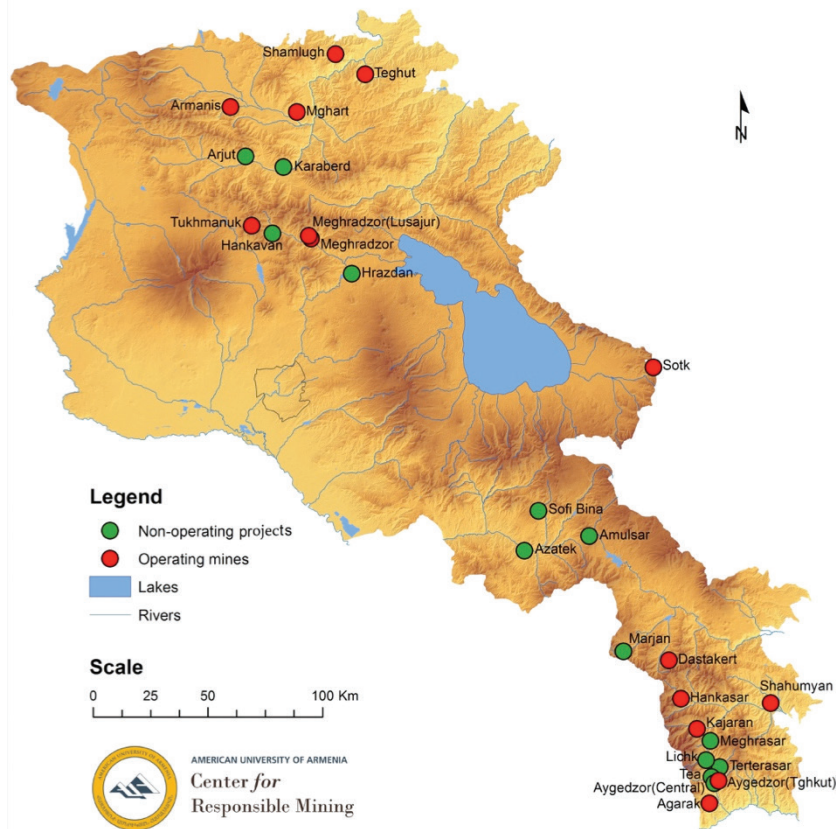 Shamlugh
Teghut
Armanis
Mghart
Arjut
Karaberd
Tukhmanuk
Meghradzor(Lusajur)
Hankavan
Meghradzor
Hrazdan
N
Sotk
Sofi Bina
Amulsar
Azatek
Marjan
Dastakert
Hankasar
Shahumyan
Kajaran
Meghrasar
Lichk
Terterasar
Tea
Aygedzor(Tghkut)
Aygedzor(Central)
Agarak
Legend
Non-operating projects
Operating mines
Lakes
Rivers
Scale
0 25 50 100 Km
AMERICAN UNIVERSITY OF ARMENIA
Center for
Responsible Mining